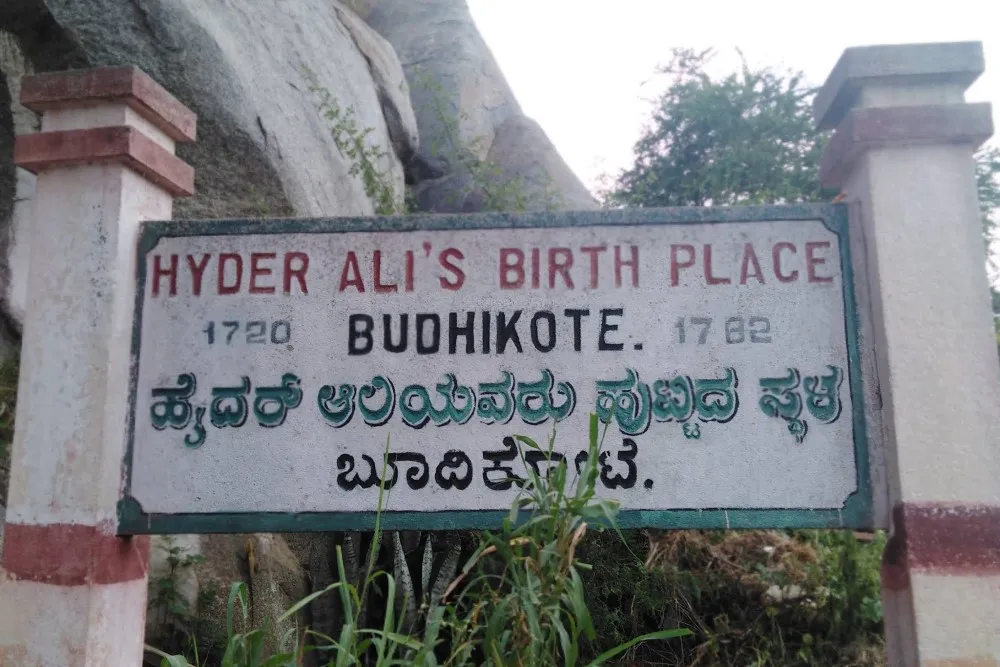 HYDER ALI'S BIRTH PLACE
1720 BUDHIKOTE. 1782
ಹೈದರ್ ಆಲಿಯವರು ಹುಟ್ಟಿದ ಸ್ಥಳ
ಬೂದಿಕೋಟೆ.